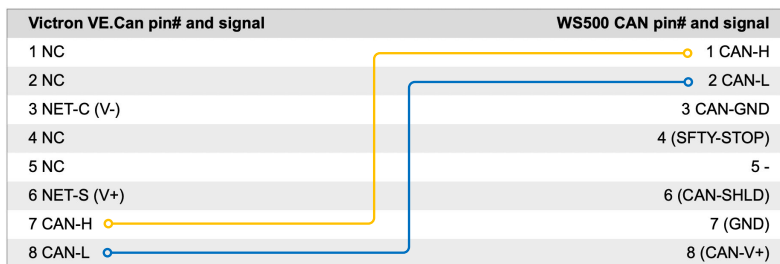 Victron VE.Can pin# and signal WS500 CAN pin# and signal
1 NC 1 CAN-H
2 NC 2 CAN-L
3 NET-C (V-) 3 CAN-GND
4 NC 4 (SFTY-STOP)
5 NC 5 -
6 NET-S (V+) 6 (CAN-SHLD)
7 CAN-H 7 (GND)
8 CAN-L 8 (CAN-V+)